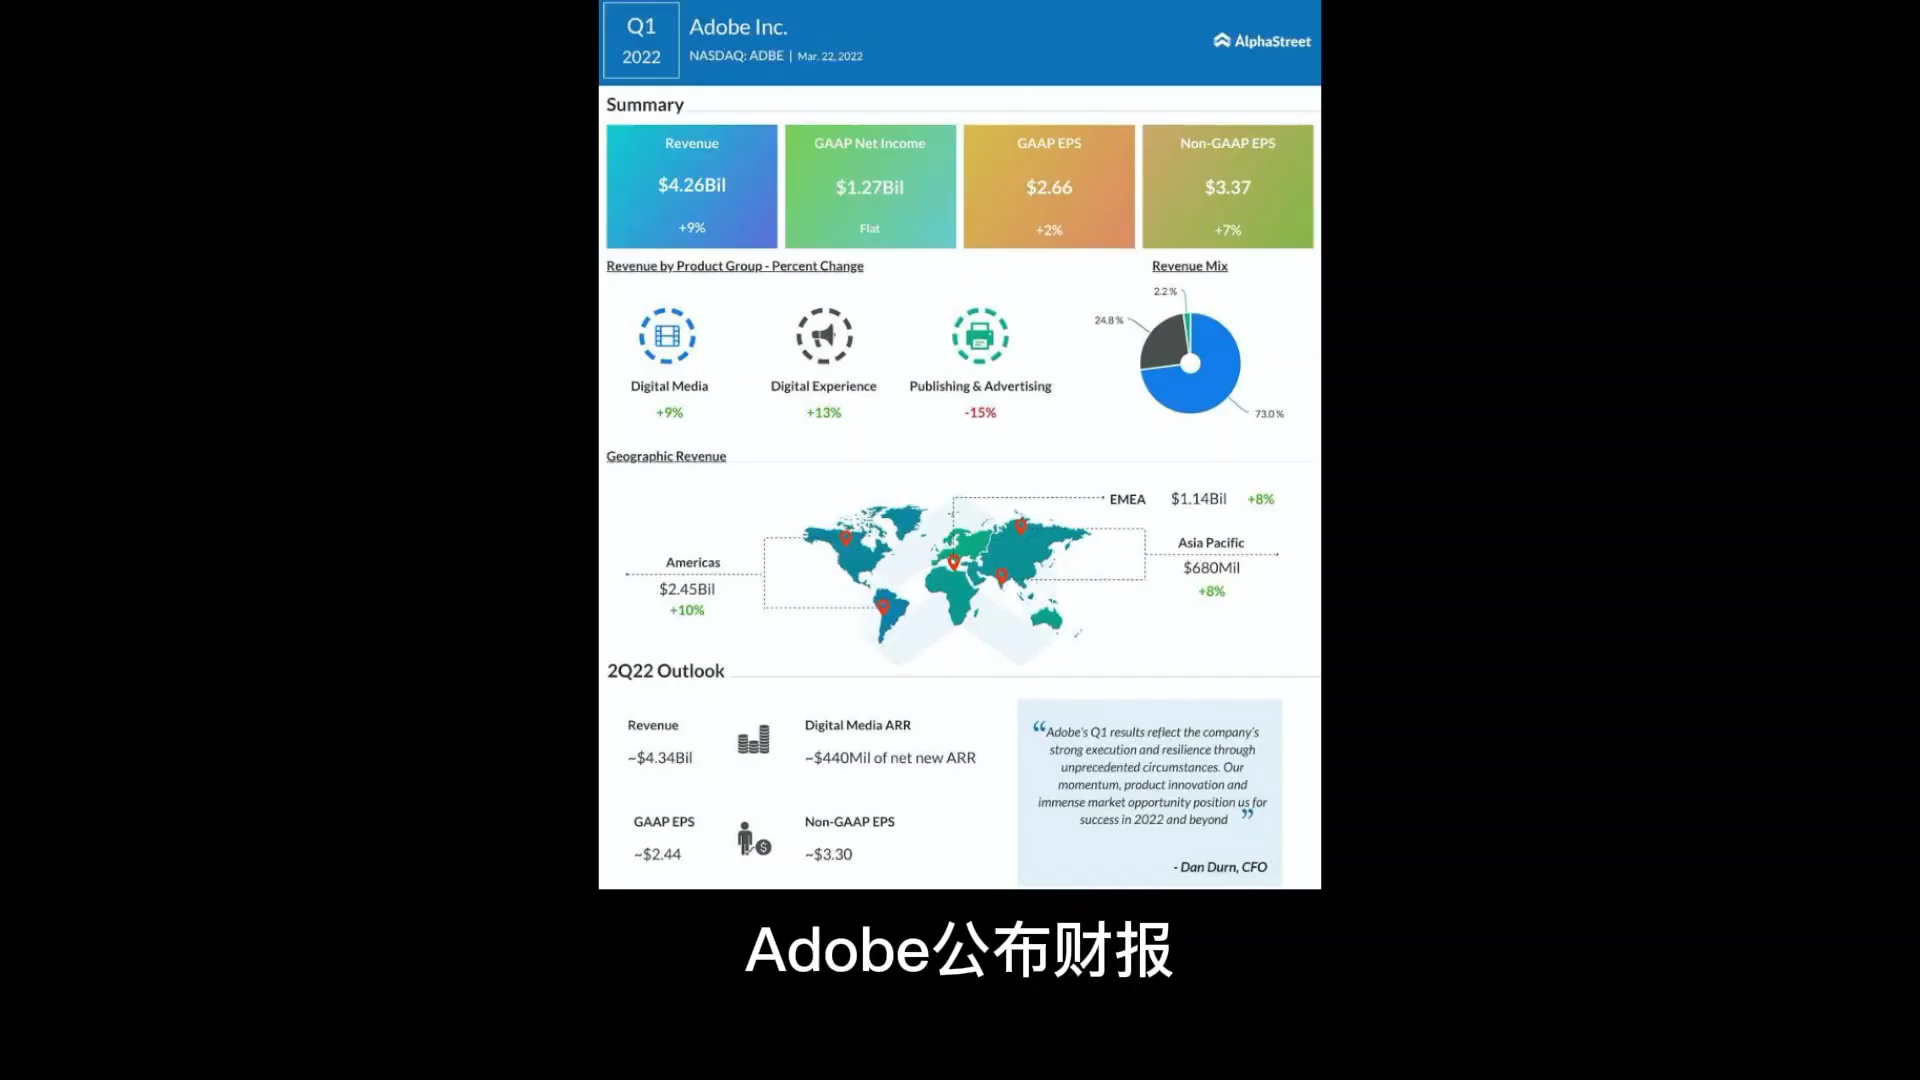 Q1
2022
Adobe Inc.
NASDAQ: ADBE | Mar. 22, 2022
AlphaStreet
Summary
Revenue
$4.26Bil
+9%
GAAP Net Income
$1.27Bil
Flat
GAAP EPS
$2.66
+2%
Non-GAAP EPS
$3.37
+7%
Revenue by Product Group - Percent Change
Digital Media
+9%
Digital Experience
+13%
Publishing & Advertising
-15%
Revenue Mix
2.2%
24.8%
73.0%
Geographic Revenue
Americas
$2.45Bil
+10%
EMEA $1.14Bil +8%
Asia Pacific
$680Mil
+8%
2Q22 Outlook
Revenue
~$4.34Bil
Digital Media ARR
~$440Mil of net new ARR
GAAP EPS
~$2.44
Non-GAAP EPS
~$3.30
“Adobe's Q1 results reflect the company's
strong execution and resilience through
unprecedented circumstances. Our
momentum, product innovation and
immense market opportunity position us for
success in 2022 and beyond ”
- Dan Durn, CFO
Adobe公布财报